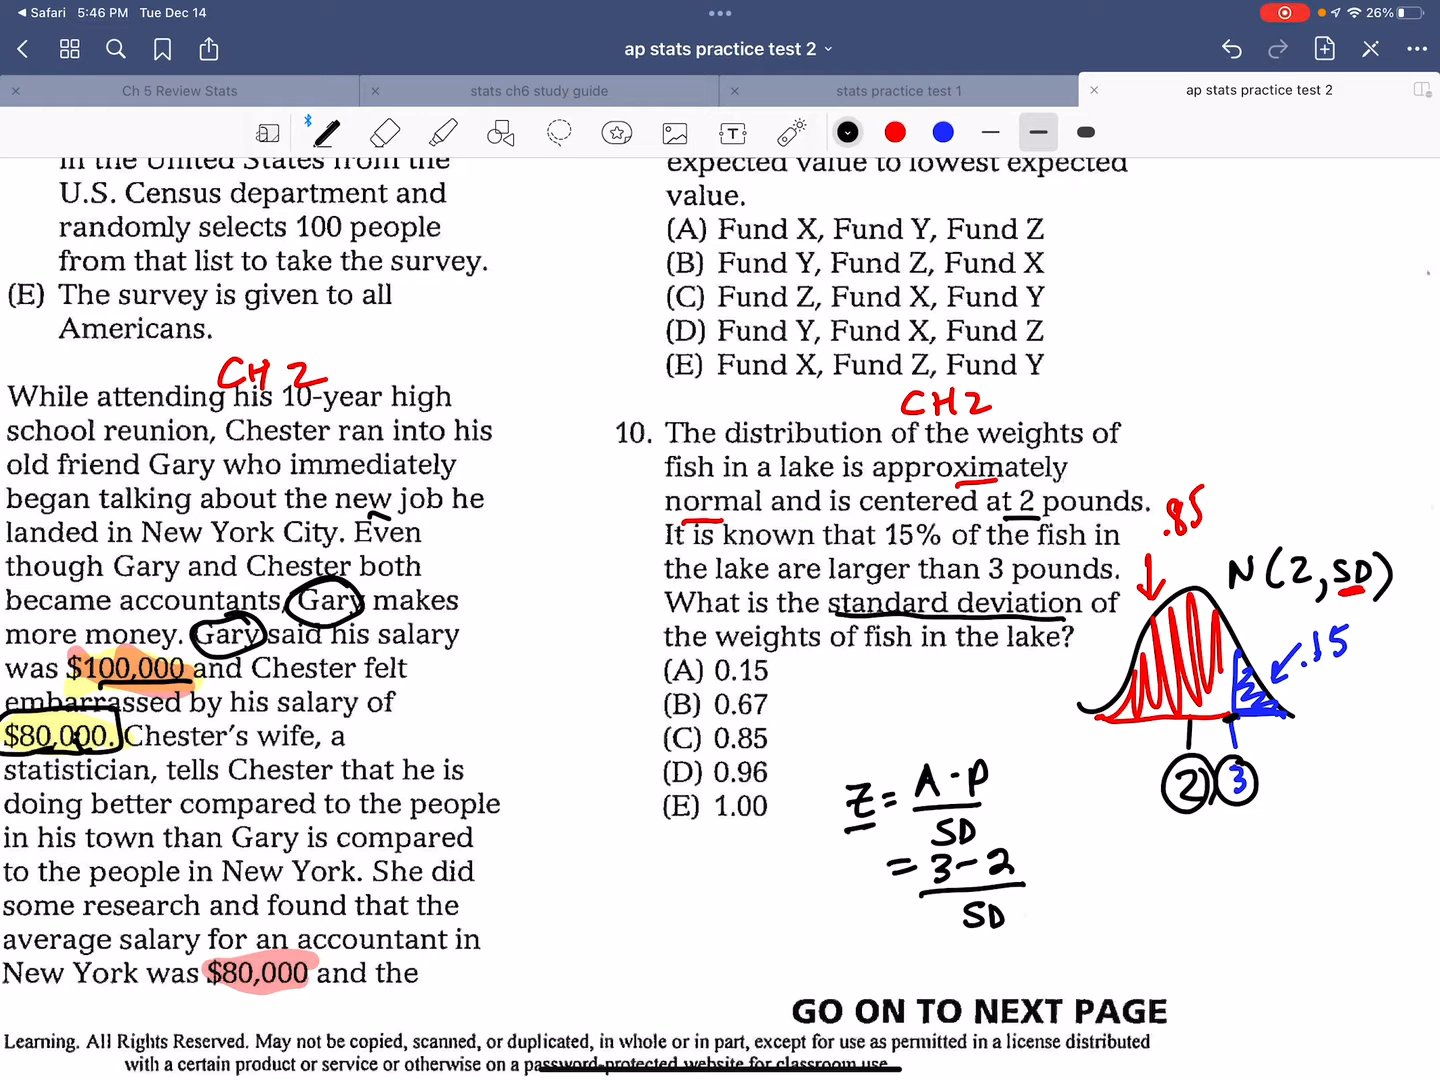 Safari 5:46 PM Tue Dec 14
26%
ap stats practice test 2
Ch 5 Review Stats
stats ch6 study guide
stats practice test 1
ap stats practice test 2
in the United States from the
U.S. Census department and
randomly selects 100 people
from that list to take the survey.
(E) The survey is given to all
Americans.
CH 2
While attending his 10-year high
school reunion, Chester ran into his
old friend Gary who immediately
began talking about the new job he
landed in New York City. Even
though Gary and Chester both
became accountants, Gary makes
more money. Gary said his salary
was $100,000 and Chester felt
embarrassed by his salary of
$80,000. Chester's wife, a
statistician, tells Chester that he is
doing better compared to the people
in his town than Gary is compared
to the people in New York. She did
some research and found that the
average salary for an accountant in
New York was $80,000 and the
expected value to lowest expected
value.
(A) Fund X, Fund Y, Fund Z
(B) Fund Y, Fund Z, Fund X
(C) Fund Z, Fund X, Fund Y
(D) Fund Y, Fund X, Fund Z
(E) Fund X, Fund Z, Fund Y
CH2
10. The distribution of the weights of
fish in a lake is approximately
normal and is centered at 2 pounds.
It is known that 15% of the fish in
the lake are larger than 3 pounds.
What is the standard deviation of
the weights of fish in the lake?
(A) 0.15
(B) 0.67
(C) 0.85
(D) 0.96
(E) 1.00
.85
N(2,SD)
.15
2 3
Z = A-P
SD
= 3-2
SD
GO ON TO NEXT PAGE
Learning. All Rights Reserved. May not be copied, scanned, or duplicated, in whole or in part, except for use as permitted in a license distributed
with a certain product or service or otherwise on a password-protected website for classroom use.